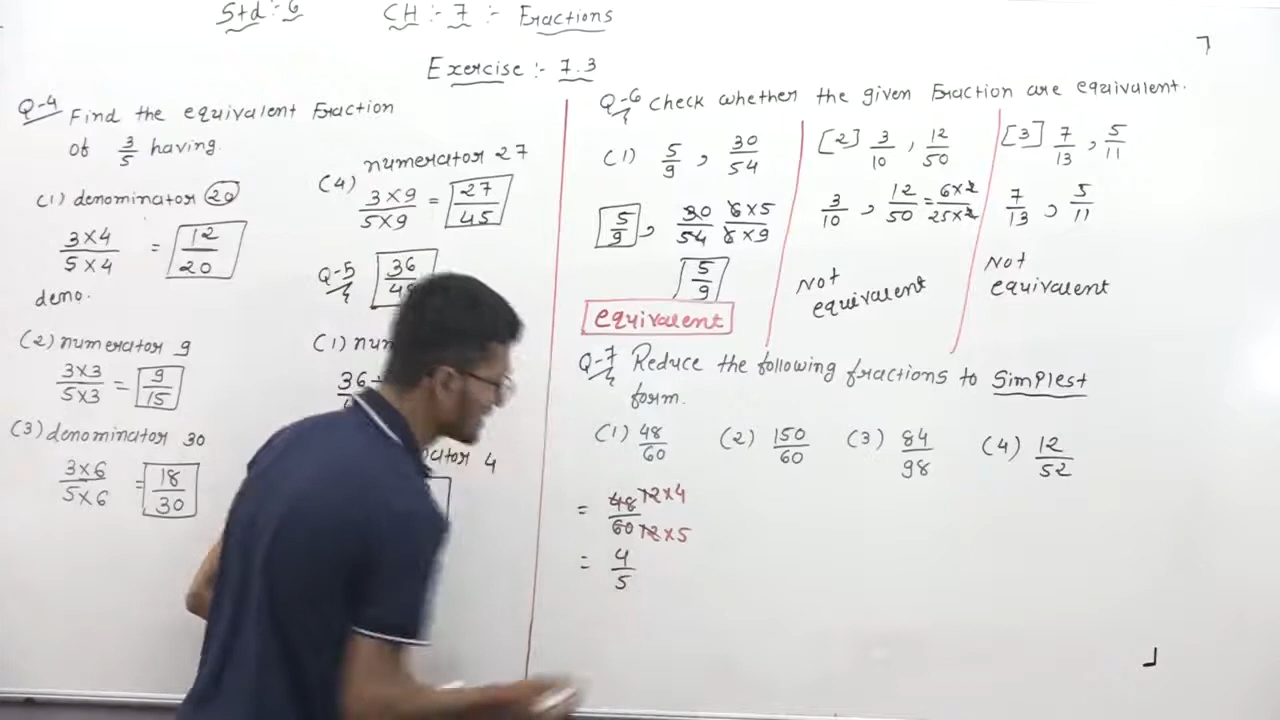 Std :- 6 CH :- 7 :- Fractions
Exercise :- 7.3
Q-4 Find the equivalent Fraction
of 3/5 having.
(1) denominator 20
3×4/5×4 = 12/20
deno.
(2) numerator 9
3×3/5×3 = 9/15
(3) denominator 30
3×6/5×6 = 18/30
(4) numerator 27
3×9/5×9 = 27/45
Q-5 36/
(1)
36÷
4
Q-6 Check whether the given Fraction are equivalent.
(1) 5/9 , 30/54
5/9 , 30/54 6×5/6×9
5/9
equivalent
[2] 3/10 , 12/50
3/10 , 12/50 = 6×2/25×2
Not
equivalent
[3] 7/13 , 5/11
7/13 , 5/11
Not
equivalent
Q-7 Reduce the following fractions to Simplest
form.
(1) 48/60 (2) 150/60 (3) 84/98 (4) 12/52
= 48/60 12×4/12×5
= 4/5